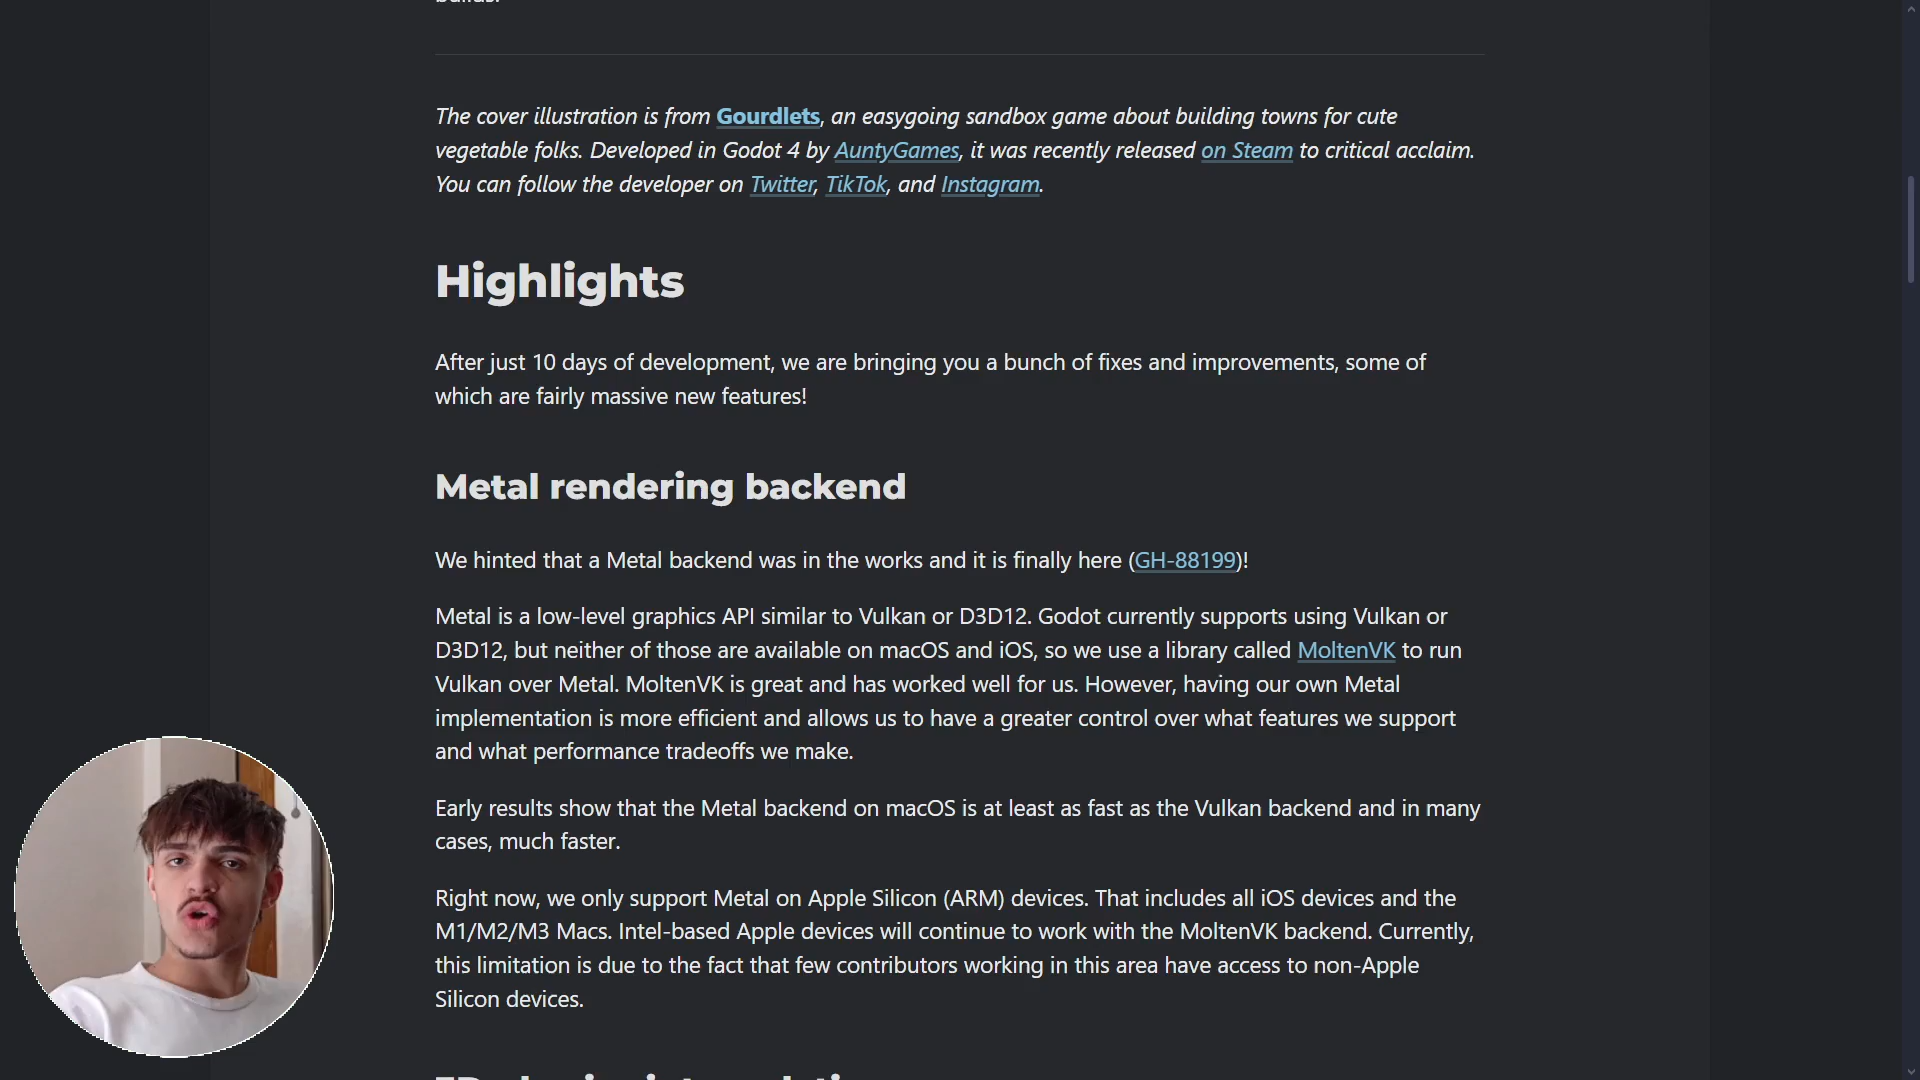 The cover illustration is from Gourdlets, an easygoing sandbox game about building towns for cute
vegetable folks. Developed in Godot 4 by AuntyGames, it was recently released on Steam to critical acclaim.
You can follow the developer on Twitter, TikTok, and Instagram.
Highlights
After just 10 days of development, we are bringing you a bunch of fixes and improvements, some of
which are fairly massive new features!
Metal rendering backend
We hinted that a Metal backend was in the works and it is finally here (GH-88199)!
Metal is a low-level graphics API similar to Vulkan or D3D12. Godot currently supports using Vulkan or
D3D12, but neither of those are available on macOS and iOS, so we use a library called MoltenVK to run
Vulkan over Metal. MoltenVK is great and has worked well for us. However, having our own Metal
implementation is more efficient and allows us to have a greater control over what features we support
and what performance tradeoffs we make.
Early results show that the Metal backend on macOS is at least as fast as the Vulkan backend and in many
cases, much faster.
Right now, we only support Metal on Apple Silicon (ARM) devices. That includes all iOS devices and the
M1/M2/M3 Macs. Intel-based Apple devices will continue to work with the MoltenVK backend. Currently,
this limitation is due to the fact that few contributors working in this area have access to non-Apple
Silicon devices.